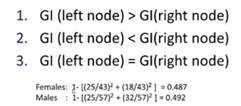 1. GI (left node) > GI(right node)
2. GI (left node) < GI(right node)
3. GI (left node) = GI(right node)
Females: 1- [(25/43)² + (18/43)² ] = 0.487
Males : 1- [(25/57)² + (32/57)² ] = 0.492